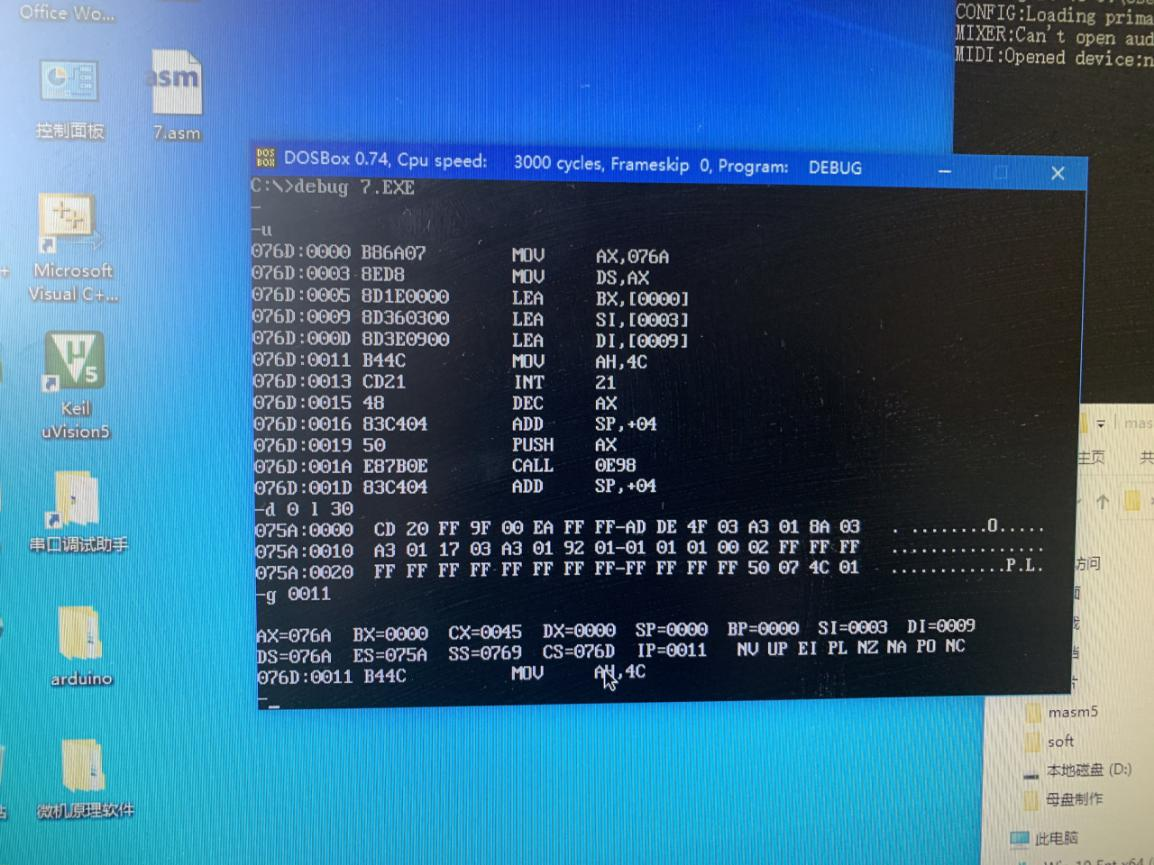 Office Wo...
控制面板
asm
7.asm
Microsoft
Visual C++...
Keil
uVision5
串口调试助手
arduino
微机原理软件
CONFIG:Loading prima
MIXER:Can't open aud
MIDI:Opened device:n
DOSBox 0.74, Cpu speed: 3000 cycles, Frameskip 0, Program: DEBUG
C:\>debug 7.EXE
-
-u
076D:0000 B86A07 MOV AX,076A
076D:0003 8ED8 MOV DS,AX
076D:0005 8D1E0000 LEA BX,[0000]
076D:0009 8D360300 LEA SI,[0003]
076D:000D 8D3E0900 LEA DI,[0009]
076D:0011 B44C MOV AH,4C
076D:0013 CD21 INT 21
076D:0015 48 DEC AX
076D:0016 83C404 ADD SP,+04
076D:0019 50 PUSH AX
076D:001A E87B0E CALL 0E98
076D:001D 83C404 ADD SP,+04
-d 0 l 30
075A:0000 CD 20 FF 9F 00 EA FF FF-AD DE 4F 03 A3 01 8A 03 . ........O.....
075A:0010 A3 01 17 03 A3 01 92 01-01 01 01 00 02 FF FF FF ................
075A:0020 FF FF FF FF FF FF FF FF-FF FF FF FF 50 07 4C 01 ............P.L.
-g 0011
AX=076A BX=0000 CX=0045 DX=0000 SP=0000 BP=0000 SI=0003 DI=0009
DS=076A ES=075A SS=0769 CS=076D IP=0011 NV UP EI PL NZ NA PO NC
076D:0011 B44C MOV AH,4C
-_
mas
主页
共
访问
masm5
soft
本地磁盘 (D:)
母盘制作
此电脑